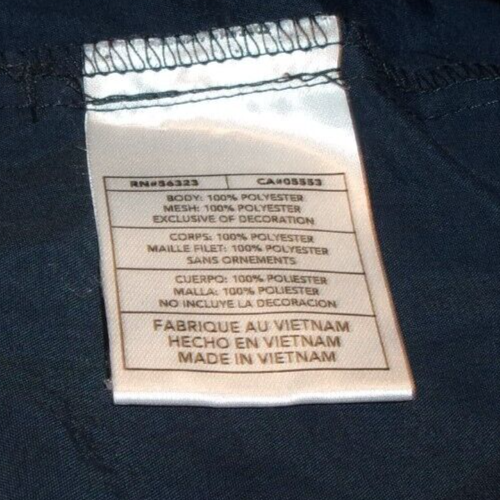 RN#56323 CA#05553
BODY: 100% POLYESTER
MESH: 100% POLYESTER
EXCLUSIVE OF DECORATION
CORPS: 100% POLYESTER
MAILLE FILET: 100% POLYESTER
SANS ORNEMENTS
CUERPO: 100% POLIESTER
MALLA: 100% POLIESTER
NO INCLUYE LA DECORACION
FABRIQUE AU VIETNAM
HECHO EN VIETNAM
MADE IN VIETNAM